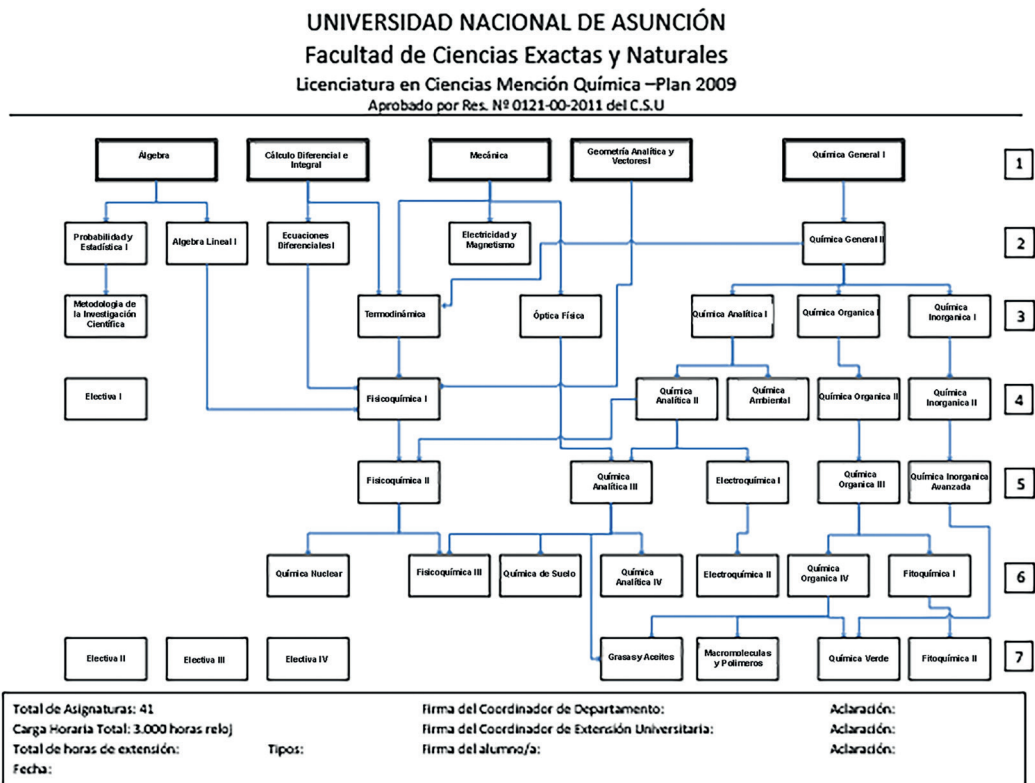 UNIVERSIDAD NACIONAL DE ASUNCIÓN
Facultad de Ciencias Exactas y Naturales
Licenciatura en Ciencias Mención Química –Plan 2009
Aprobado por Res. Nº 0121-00-2011 del C.S.U
Álgebra
Cálculo Diferencial e
Integral
Mecánica
Geometría Analítica y
Vectores I
Química General I
1
Probabilidad y
Estadística I
Algebra Lineal I
Ecuaciones
Diferenciales I
Electricidad y
Magnetismo
Química General II
2
Metodologia de
la Investigación
Científica
Termodinámica
Óptica Física
Química Analítica I
Química Organica I
Química
Inorganica I
3
Electiva I
Fisicoquímica I
Química
Analítica II
Química
Ambiental
Química Organica II
Química
Inorganica II
4
Fisicoquímica II
Química
Analítica III
Electroquímica I
Química
Organica III
Química Inorganica
Avanzada
5
Química Nuclear
Fisicoquímica III
Química de Suelo
Química
Analítica IV
Electroquímica II
Química
Organica IV
Fitoquímica I
6
Electiva II
Electiva III
Electiva IV
Grasas y Aceites
Macromoleculas
y Polimeros
Química Verde
Fitoquímica II
7
Total de Asignaturas: 41
Firma del Coordinador de Departamento:
Aclaración:
Carga Horaria Total: 3.000 horas reloj
Firma del Coordinador de Extensión Universitaria:
Aclaración:
Total de horas de extensión:
Tipos:
Firma del alumno/a:
Aclaración:
Fecha: